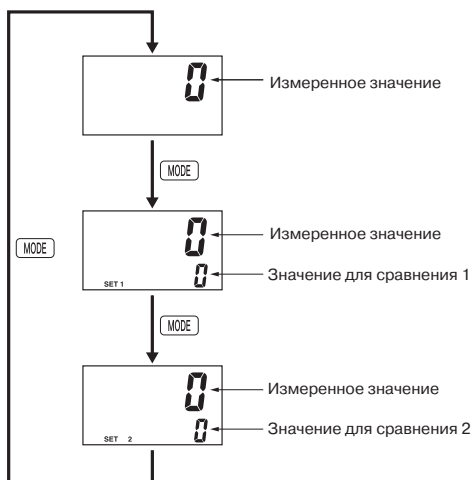 0
Измеренное значение
MODE
0
Измеренное значение
MODE
SET 1
0
Значение для сравнения 1
MODE
0
Измеренное значение
SET 2
0
Значение для сравнения 2